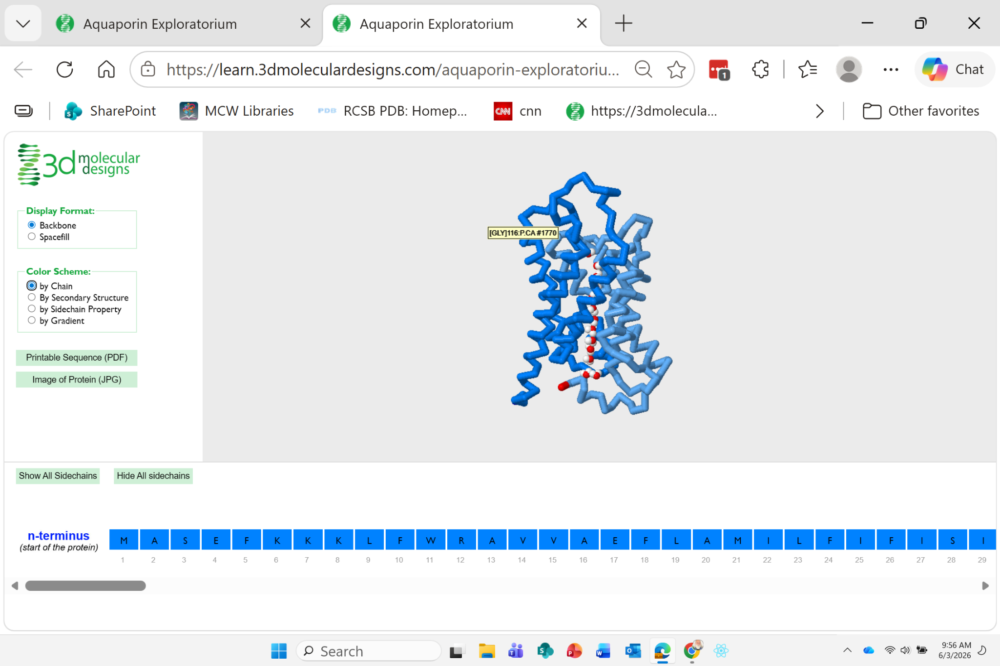 Aquaporin Exploratorium
Aquaporin Exploratorium
https://learn.3dmoleculardesigns.com/aquaporin-exploratoriu...
1
Chat
SharePoint
MCW Libraries
PDB
RCSB PDB: Homep...
CNN
cnn
https://3dmolecula...
Other favorites
3d molecular designs
Display Format:
Backbone
Spacefill
Color Scheme:
by Chain
By Secondary Structure
by Sidechain Property
by Gradient
Printable Sequence (PDF)
Image of Protein (JPG)
[GLY]116:P.CA #1770
Show All Sidechains
Hide All sidechains
n-terminus
(start of the protein)
M A S E F K K K L F W R A V V A E F L A M I L F I F I S I
1 2 3 4 5 6 7 8 9 10 11 12 13 14 15 16 17 18 19 20 21 22 23 24 25 26 27 28 29
Search
9:56 AM
6/3/2026